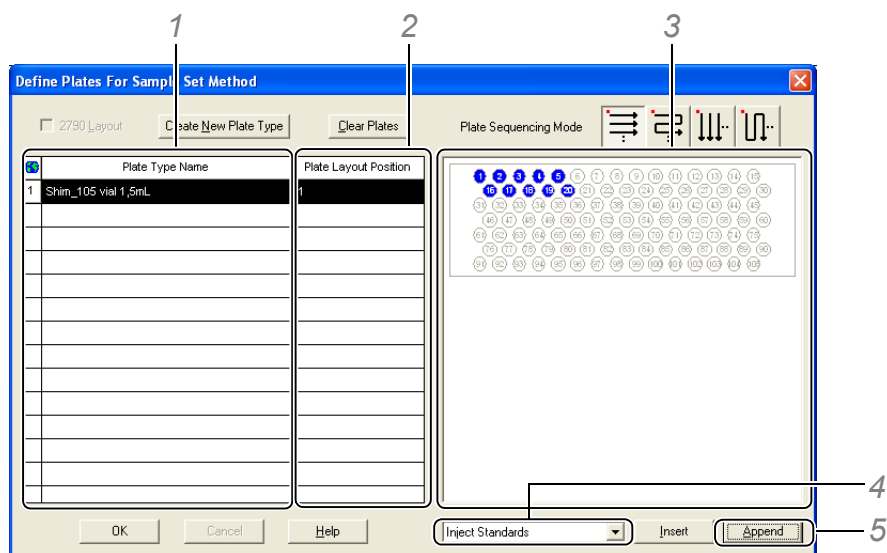 1 2 3
Define Plates For Sample Set Method
2790 Layout Create New Plate Type Clear Plates Plate Sequencing Mode
Plate Type Name Plate Layout Position
1 Shim_105 vial 1,5mL 1
1 2 3 4 5 6 7 8 9 10 11 12 13 14 15
16 17 18 19 20 21 22 23 24 25 26 27 28 29 30
31 32 33 34 35 36 37 38 39 40 41 42 43 44 45
46 47 48 49 50 51 52 53 54 55 56 57 58 59 60
61 62 63 64 65 66 67 68 69 70 71 72 73 74 75
76 77 78 79 80 81 82 83 84 85 86 87 88 89 90
91 92 93 94 95 96 97 98 99 100 101 102 103 104 105
4
OK Cancel Help Inject Standards Insert Append 5